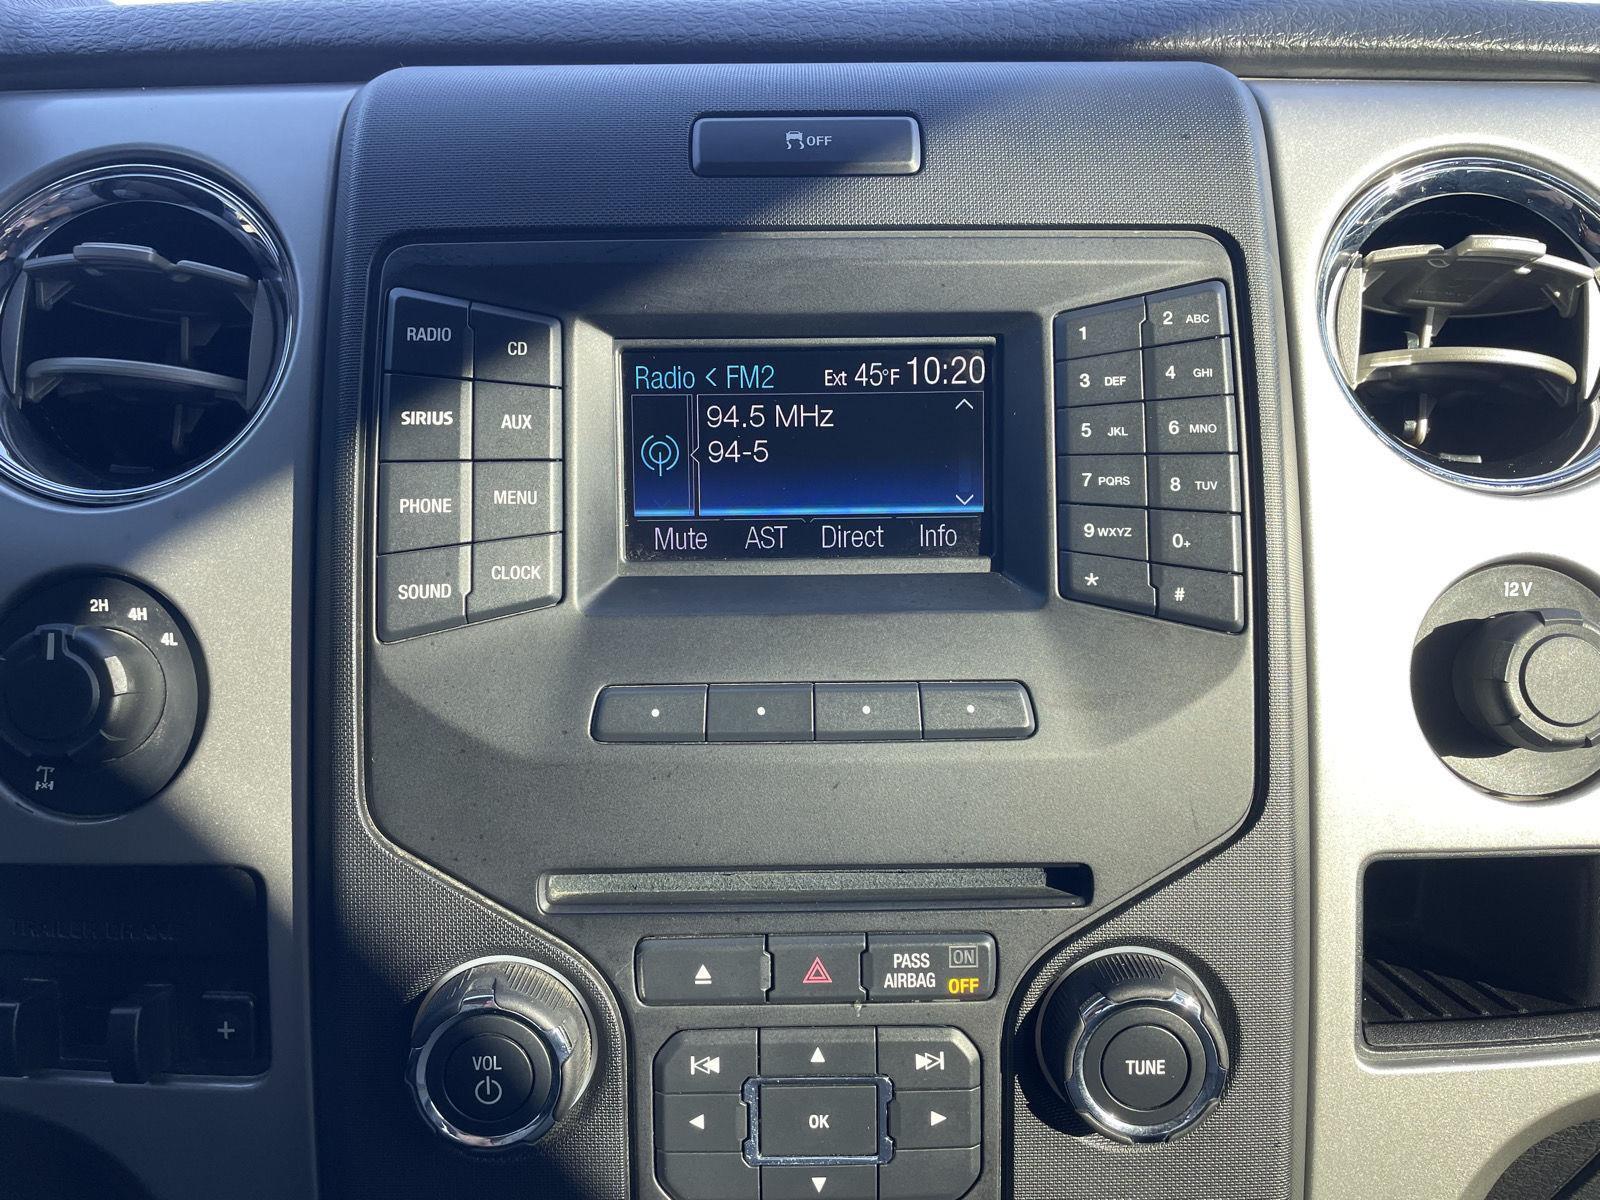 OFF
RADIO
CD
SIRIUS
AUX
PHONE
MENU
SOUND
CLOCK
Radio < FM2
Ext 45°F 10:20
94.5 MHz
94-5
Mute AST Direct Info
1
2 ABC
3 DEF
4 GHI
5 JKL
6 MNO
7 PQRS
8 TUV
9 WXYZ
0+
*
#
2H
4H
4L
12V
TRAILER BRAKE
+
PASS
AIRBAG
ON
OFF
VOL
TUNE
OK